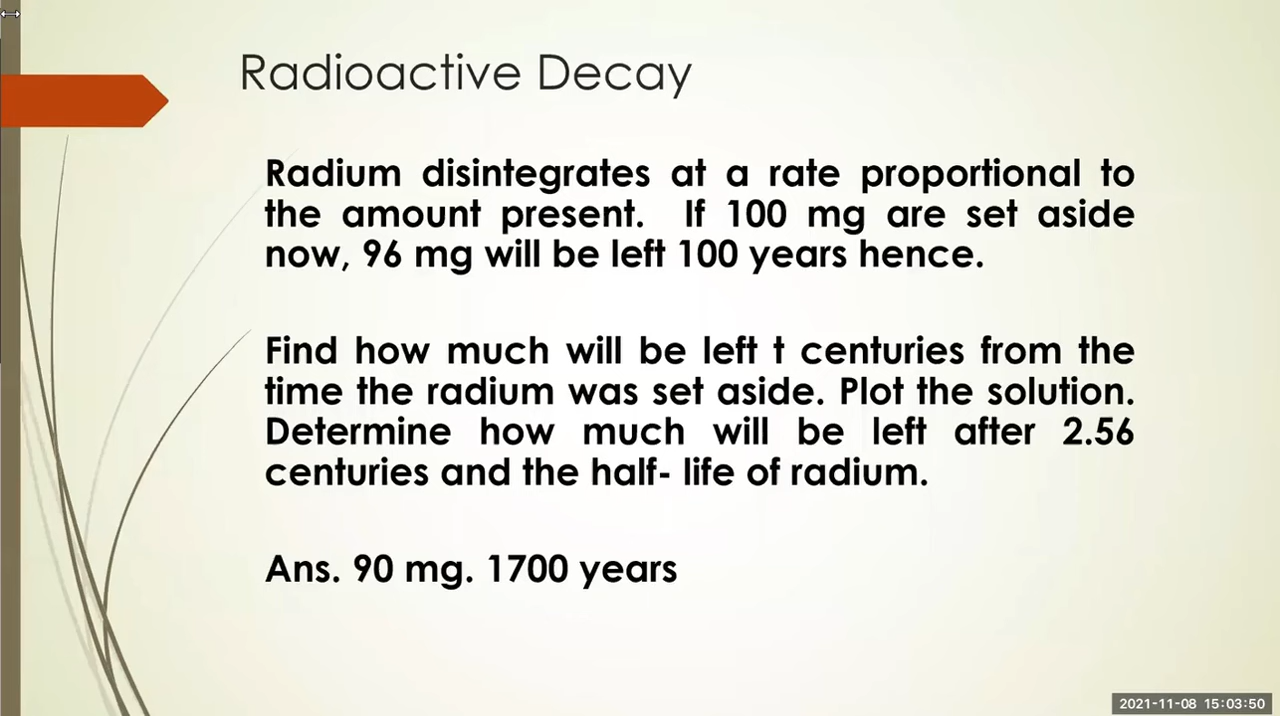 Radioactive Decay
Radium disintegrates at a rate proportional to
the amount present. If 100 mg are set aside
now, 96 mg will be left 100 years hence.
Find how much will be left t centuries from the
time the radium was set aside. Plot the solution.
Determine how much will be left after 2.56
centuries and the half- life of radium.
Ans. 90 mg. 1700 years
2021-11-08 15:03:50